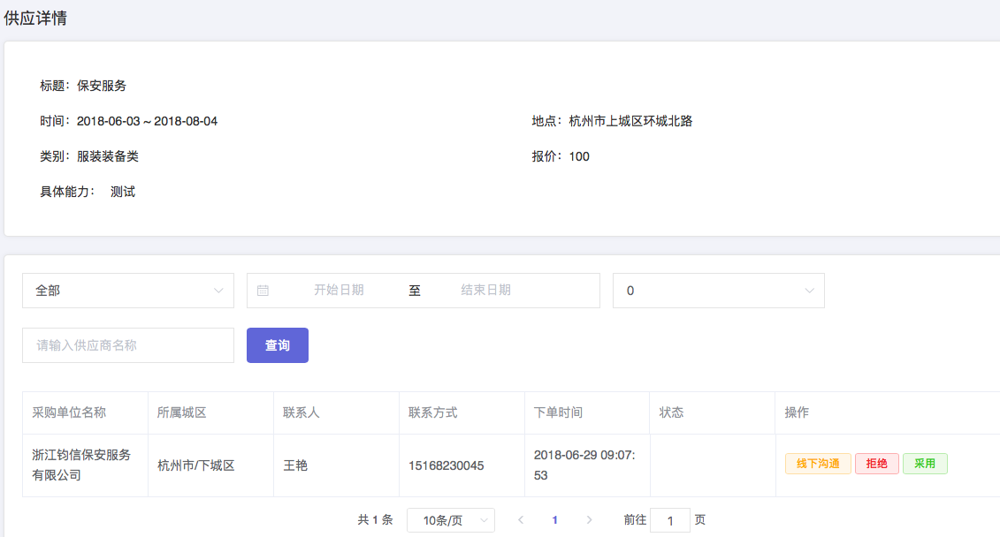 供应详情
标题：保安服务
时间：2018-06-03 ~ 2018-08-04
地点：杭州市上城区环城北路
类别：服装装备类
报价：100
具体能力： 测试
全部
开始日期 至 结束日期
0
请输入供应商名称
查询
采购单位名称 所属城区 联系人 联系方式 下单时间 状态 操作
浙江钧信保安服务有限公司 杭州市/下城区 王艳 15168230045 2018-06-29 09:07:53 线下沟通 拒绝 采用
共 1 条 10条/页 1 前往 1 页